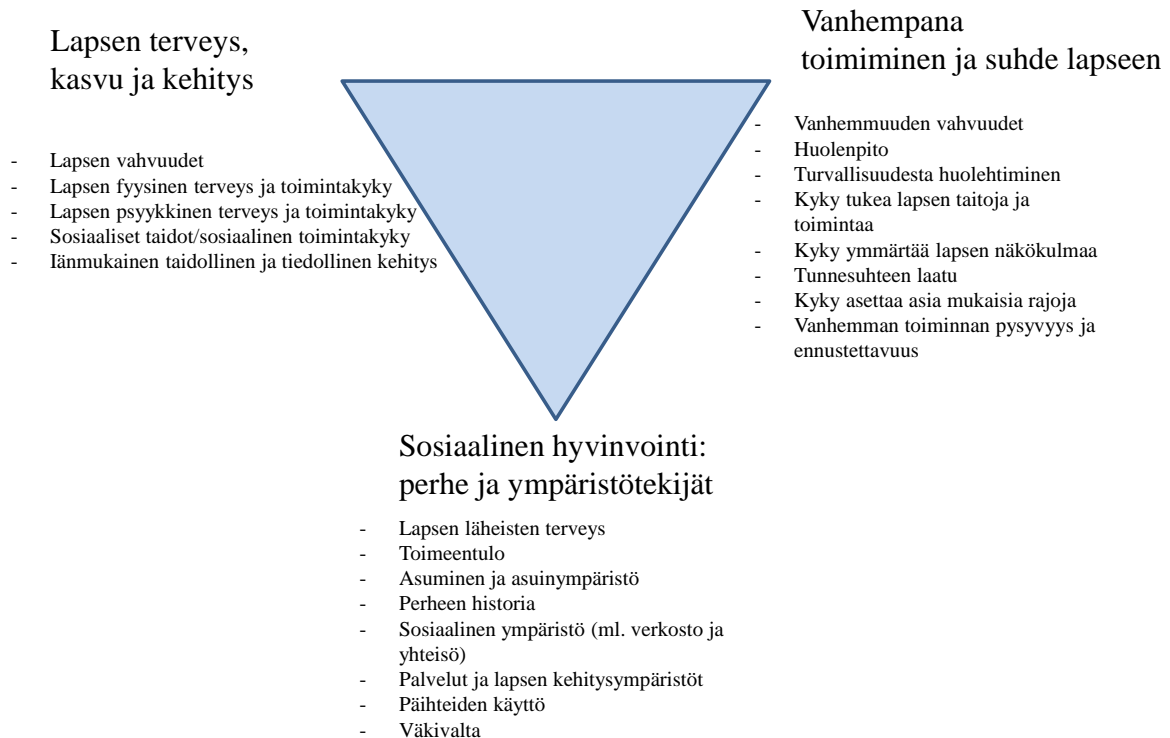 Lapsen terveys,
kasvu ja kehitys
- Lapsen vahvuudet
- Lapsen fyysinen terveys ja toimintakyky
- Lapsen psyykkinen terveys ja toimintakyky
- Sosiaaliset taidot/sosiaalinen toimintakyky
- Iänmukainen taidollinen ja tiedollinen kehitys
Vanhempana
toimiminen ja suhde lapseen
- Vanhemmuuden vahvuudet
- Huolenpito
- Turvallisuudesta huolehtiminen
- Kyky tukea lapsen taitoja ja
toimintaa
- Kyky ymmärtää lapsen näkökulmaa
- Tunnesuhteen laatu
- Kyky asettaa asia mukaisia rajoja
- Vanhemman toiminnan pysyvyys ja
ennustettavuus
Sosiaalinen hyvinvointi:
perhe ja ympäristötekijät
- Lapsen läheisten terveys
- Toimeentulo
- Asuminen ja asuinympäristö
- Perheen historia
- Sosiaalinen ympäristö (ml. verkosto ja
yhteisö)
- Palvelut ja lapsen kehitysympäristöt
- Päihteiden käyttö
- Väkivalta